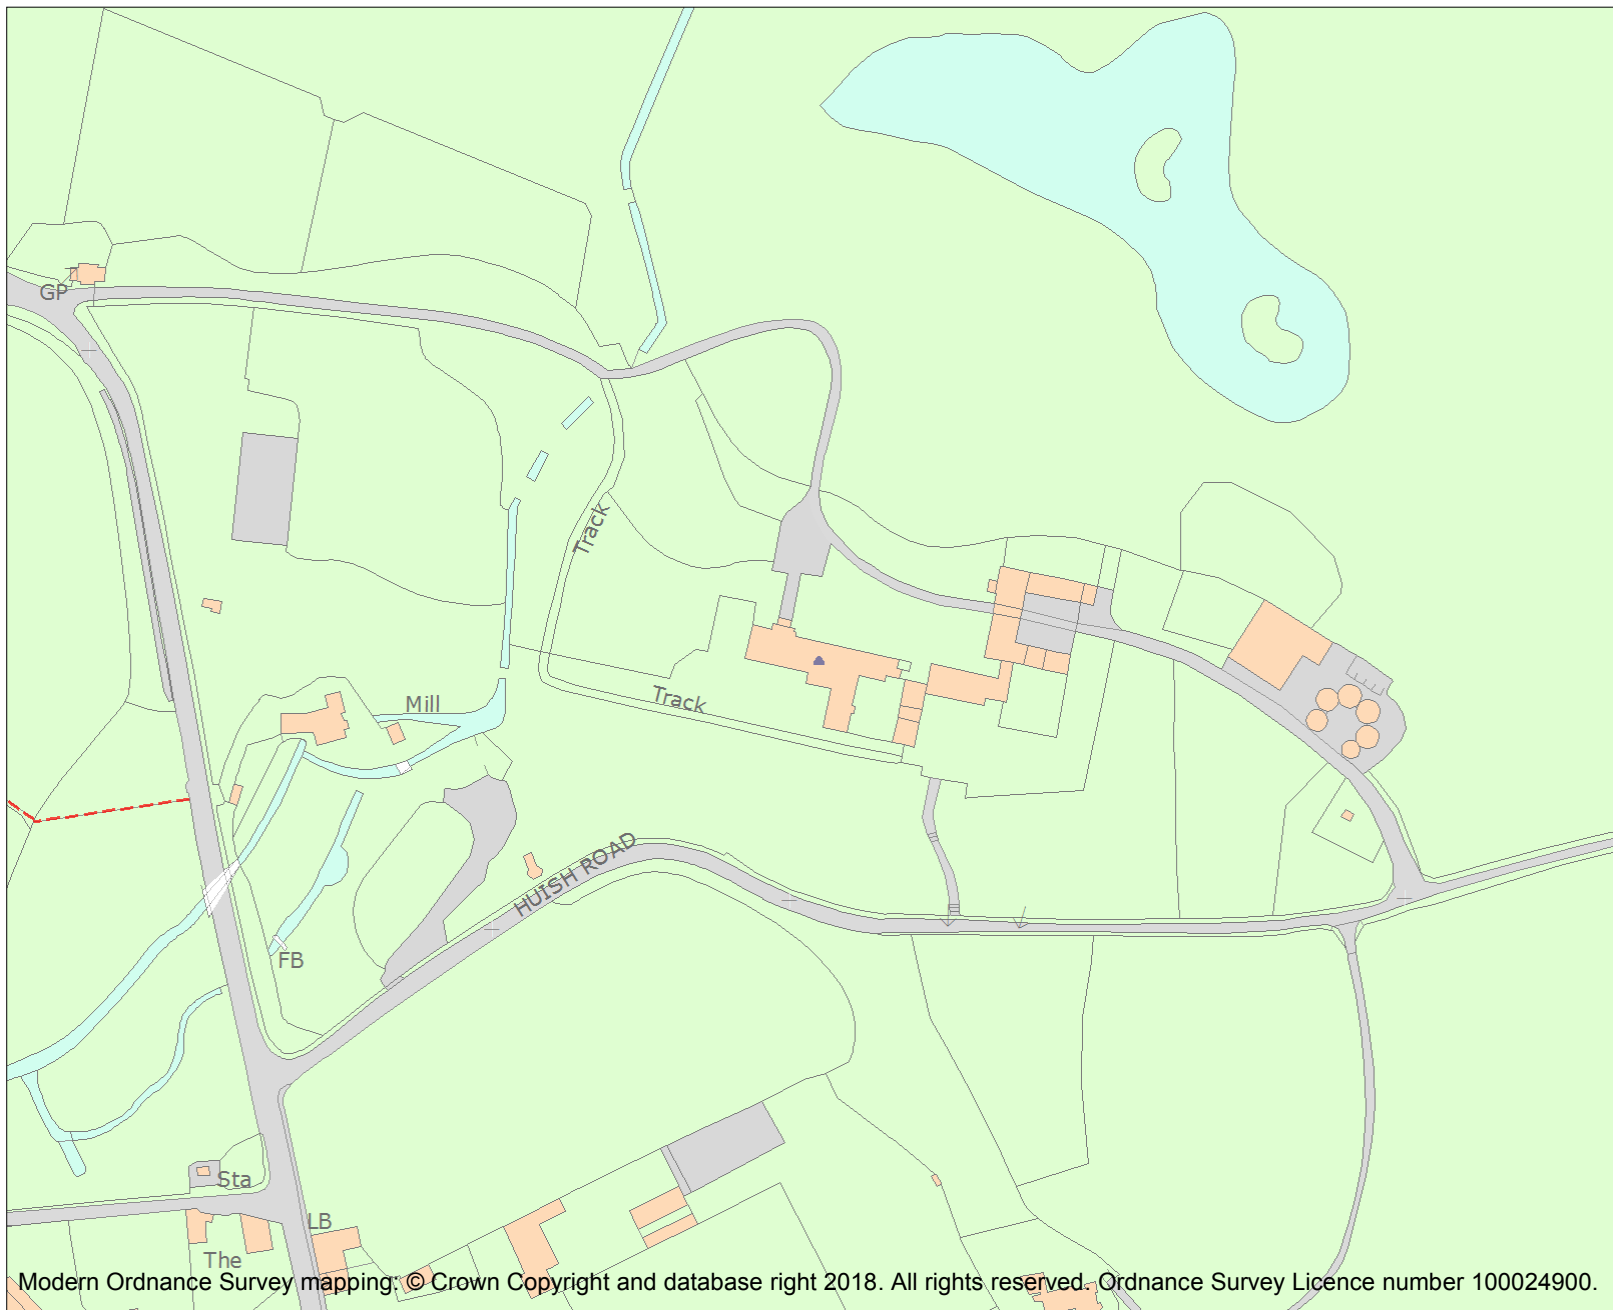 GP
Track
Track
Mill
HUISH ROAD
FB
Sta
LB
The
Modern Ordnance Survey mapping: © Crown Copyright and database right 2018. All rights reserved. Ordnance Survey Licence number 100024900.